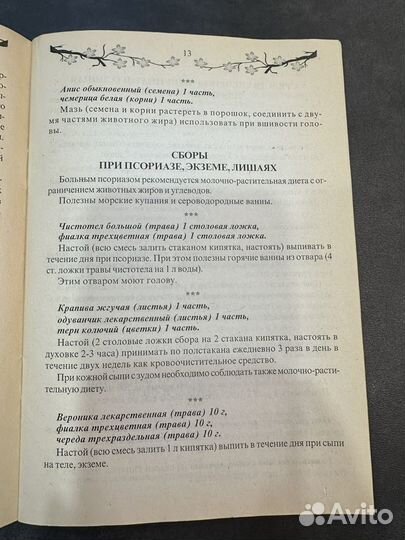 13
***
Анис обыкновенный (семена) 1 часть,
чемерица белая (корни) 1 часть.
Мазь (семена и корни растереть в порошок, соединить с дву-
мя частями животного жира) использовать при вшивости голо-
вы.
СБОРЫ
ПРИ ПСОРИАЗЕ, ЭКЗЕМЕ, ЛИШАЯХ
Больным псориазом рекомендуется молочно-растительная диета с ог-
раничением животных жиров и углеводов.
Полезны морские купания и сероводородные ванны.
***
Чистотел большой (трава) 1 столовая ложка,
фиалка трехцветная (трава) 1 столовая ложка.
Настой (всю смесь залить стаканом кипятка, настоять) выпивать в
течение дня при псориазе. При этом полезны горячие ванны из отвара (4
ст. ложки травы чистотела на 1 л воды).
Этим отваром моют голову.
***
Крапива жгучая (листья) 1 часть,
одуванчик лекарственный (листья) 1 часть,
терн колючий (цветки) 1 часть.
Настой (2 столовые ложки сбора на 2 стакана кипятка, настоять в
духовке 2-3 часа) принимать по полстакана ежедневно 3 раза в день в
течение двух недель как кровоочистительное средство.
При кожной сыпи с зудом необходимо соблюдать также молочно-расти-
тельную диету.
***
Вероника лекарственная (трава) 10 г,
фиалка трехцветная (трава) 10 г,
череда трехраздельная (трава) 10 г.
Настой (всю смесь залить 1 л кипятка) выпить в течение дня при сыпи
на теле, экземе.
Avito